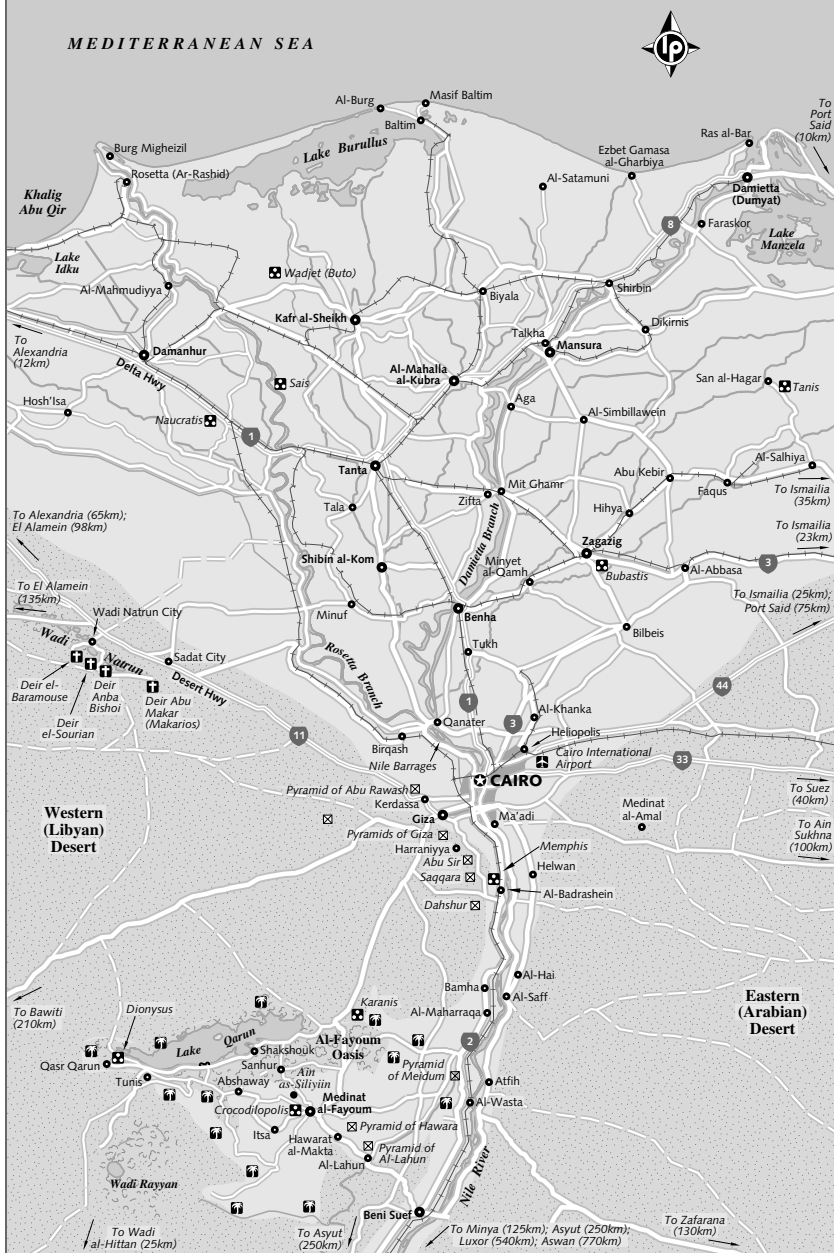 MEDITERRANEAN SEA
lp
To
Port
Said
(10km)
Masif Baltim
Al-Burg
Baltim
Ras al-Bar
Lake Burullus
Ezbet Gamasa
al-Gharbiya
Burg Migheizil
Rosetta (Ar-Rashid)
Al-Satamuni
Damietta
(Dumyat)
Khalig
Abu Qir
8
Faraskor
Lake
Manzela
Lake
Idku
Wadjet (Buto)
Al-Mahmudiyya
Biyala
Shirbin
Kafr al-Sheikh
Dikirnis
To
Alexandria
(12km)
Damanhur
Talkha
Mansura
Delta Hwy
Al-Mahalla
al-Kubra
Sais
San al-Hagar
Tanis
Hosh'Isa
Naucratis
Aga
Al-Simbillawein
1
Tanta
Al-Salhiya
Abu Kebir
Faqus
To Ismailia
(35km)
Mit Ghamr
Zifta
Tala
Hihya
To Alexandria (65km);
El Alamein (98km)
Damietta Branch
To Ismailia
(23km)
Zagazig
3
Shibin al-Kom
Minyet
al-Qamh
Bubastis
Al-Abbasa
To El Alamein
(135km)
To Ismailia (25km);
Port Said (75km)
Wadi Natrun City
Minuf
Benha
Bilbeis
Wadi
Natrun
Sadat City
Rosetta Branch
Tukh
Deir el-
Baramouse
Deir
el-Sourian
Deir
Anba
Bishoi
Deir Abu
Makar
(Makarios)
Desert Hwy
44
1
3
Al-Khanka
11
Qanater
Heliopolis
Birqash
Nile Barrages
Cairo International
Airport
33
CAIRO
Pyramid of Abu Rawash
Kerdassa
To Suez
(40km)
Western
(Libyan)
Desert
Giza
Ma'adi
Medinat
al-Amal
Pyramids of Giza
To Ain
Sukhna
(100km)
Harraniyya
Memphis
Abu Sir
Saqqara
Helwan
Al-Badrashein
Dahshur
Al-Hai
Bamha
Al-Saff
To Bawiti
(210km)
Dionysus
Karanis
Al-Maharraqa
Eastern
(Arabian)
Desert
Lake Qarun
Al-Fayoum
Oasis
2
Qasr Qarun
Shakshouk
Sanhur
Pyramid
of Meidum
Tunis
Abshaway
Ain
as-Siliyiin
Atfih
Crocodilopolis
Medinat
al-Fayoum
Al-Wasta
Itsa
Hawarat
al-Makta
Pyramid of Hawara
Al-Lahun
Pyramid of
Al-Lahun
Wadi Rayyan
Nile River
Beni Suef
To Wadi
al-Hittan (25km)
To Asyut
(250km)
To Minya (125km); Asyut (250km);
Luxor (540km); Aswan (770km)
To Zafarana
(130km)